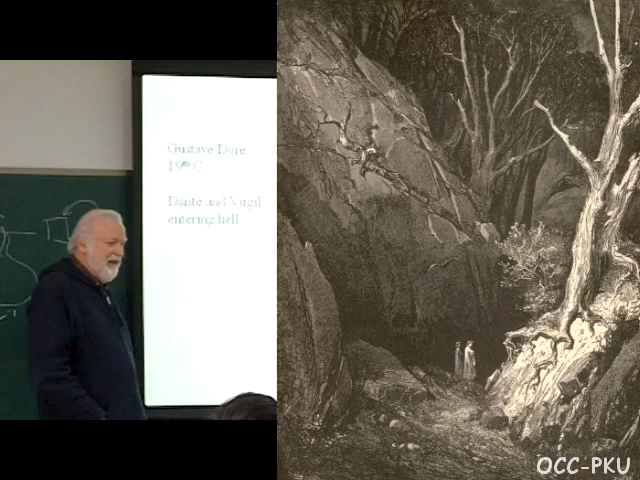 Gustave Dore,
19th C
Dante and Virgil
entering hell
OCC-PKU